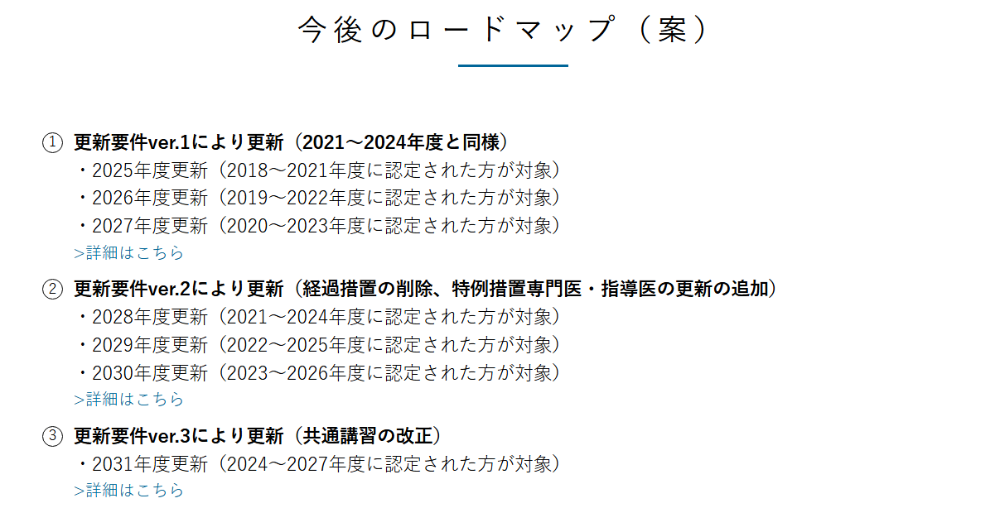 今後のロードマップ（案）
① 更新要件ver.1により更新（2021～2024年度と同様）
・2025年度更新（2018～2021年度に認定された方が対象）
・2026年度更新（2019～2022年度に認定された方が対象）
・2027年度更新（2020～2023年度に認定された方が対象）
>詳細はこちら
② 更新要件ver.2により更新（経過措置の削除、特例措置専門医・指導医の更新の追加）
・2028年度更新（2021～2024年度に認定された方が対象）
・2029年度更新（2022～2025年度に認定された方が対象）
・2030年度更新（2023～2026年度に認定された方が対象）
>詳細はこちら
③ 更新要件ver.3により更新（共通講習の改正）
・2031年度更新（2024～2027年度に認定された方が対象）
>詳細はこちら